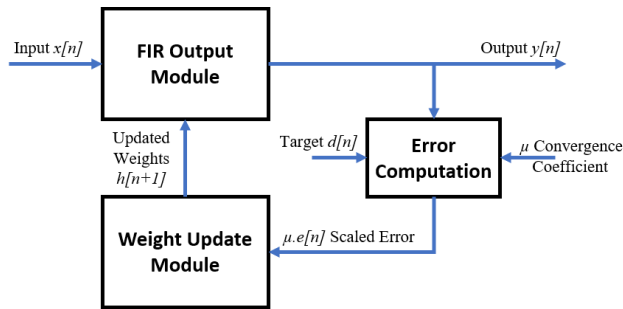 Input x[n]
FIR Output
Module
Output y[n]
Updated
Weights
h[n+1]
Target d[n]
Error
Computation
μ Convergence
Coefficient
Weight Update
Module
μ.e[n] Scaled Error